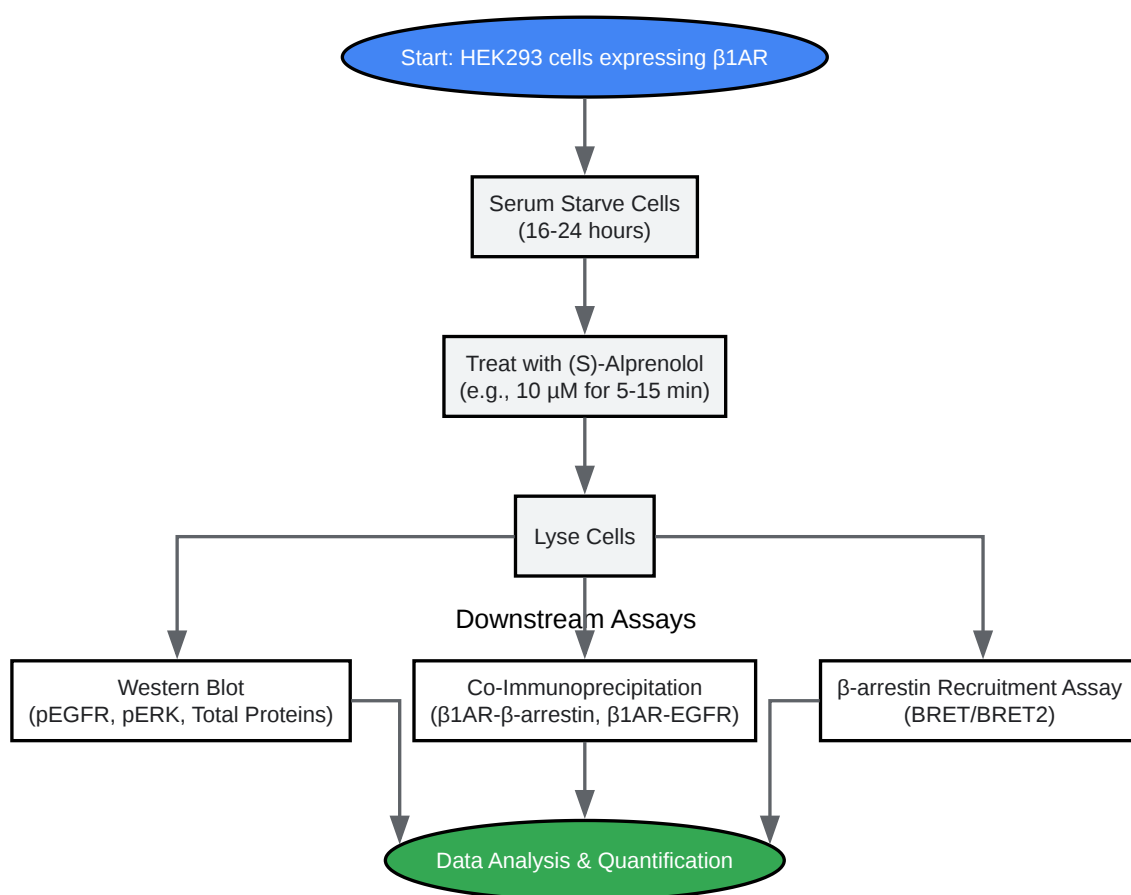 Start: HEK293 cells expressing β1AR
Serum Starve Cells
(16-24 hours)
Treat with (S)-Alprenolol
(e.g., 10 µM for 5-15 min)
Lyse Cells
Downstream Assays
Western Blot
(pEGFR, pERK, Total Proteins)
Co-Immunoprecipitation
(β1AR-β-arrestin, β1AR-EGFR)
β-arrestin Recruitment Assay
(BRET/BRET2)
Data Analysis & Quantification